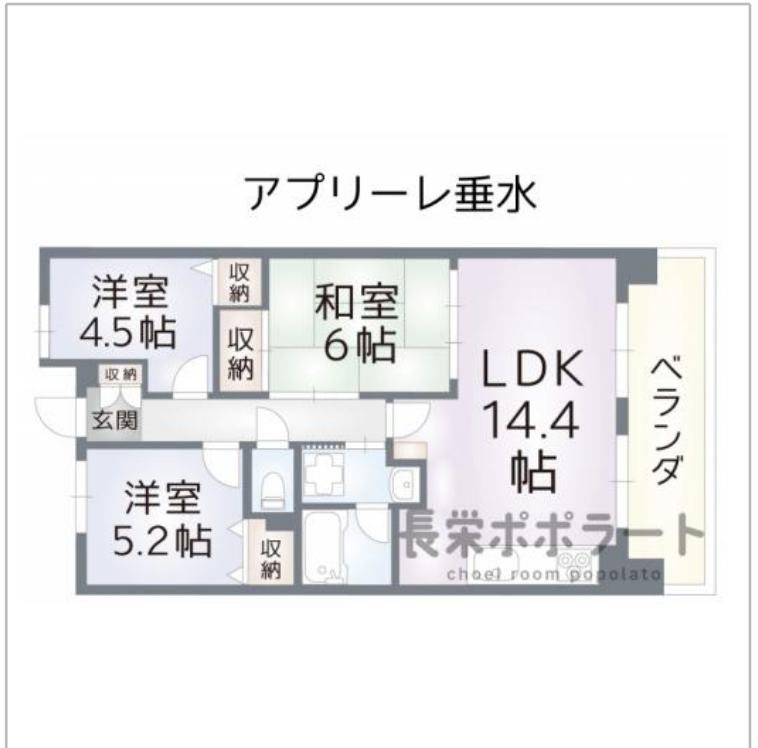 アプリーレ垂水
洋室
4.5帖
収納
収納
和室
6帖
LDK
14.4
帖
ベランダ
収納
玄関
洋室
5.2帖
収納
長栄ポポラート
choei room popolato